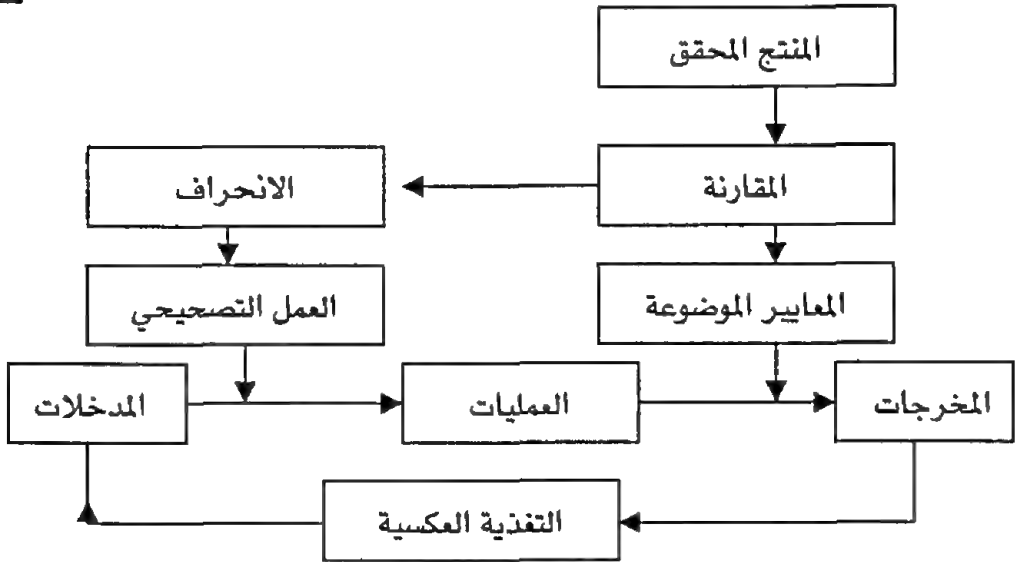 المنتج المحقق
المقارنة
الانحراف
المعايير الموضوعة
العمل التصحيحي
المخرجات
العمليات
المدخلات
التغذية العكسية